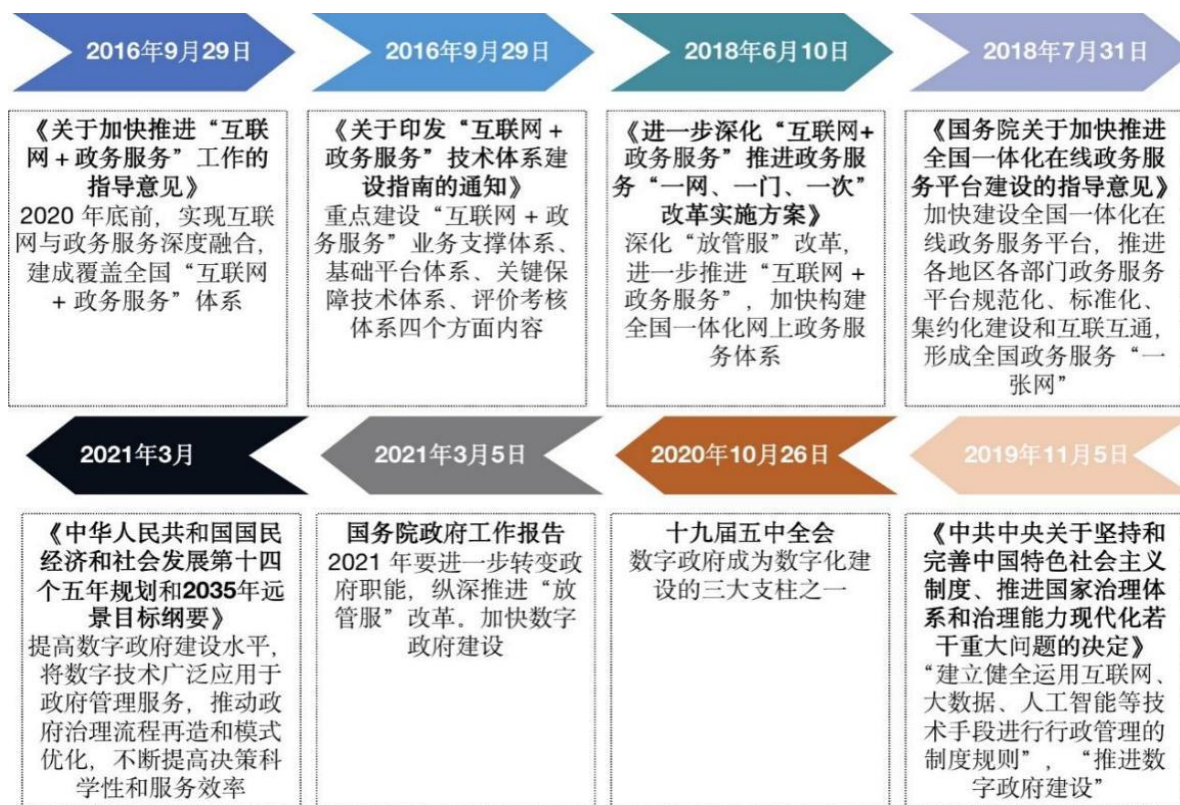 2016年9月29日
《关于加快推进“互联
网 + 政务服务”工作的
指导意见》
2020 年底前，实现互联
网与政务服务深度融合，
建成覆盖全国“互联网
+ 政务服务”体系
2016年9月29日
《关于印发“互联网 +
政务服务”技术体系建
设指南的通知》
重点建设“互联网 + 政
务服务”业务支撑体系、
基础平台体系、关键保
障技术体系、评价考核
体系四个方面内容
2018年6月10日
《进一步深化“互联网+
政务服务”推进政务服
务“一网、一门、一次”
改革实施方案》
深化“放管服”改革，
进一步推进“互联网 +
政务服务”，加快构建
全国一体化网上政务服
务体系
2018年7月31日
《国务院关于加快推进
全国一体化在线政务服
务平台建设的指导意见》
加快建设全国一体化在
线政务服务平台，推进
各地区各部门政务服务
平台规范化、标准化、
集约化建设和互联互通，
形成全国政务服务“一
张网”
2021年3月
《中华人民共和国国民
经济和社会发展第十四
个五年规划和2035年远
景目标纲要》
提高数字政府建设水平，
将数字技术广泛应用于
政府管理服务，推动政
府治理流程再造和模式
优化，不断提高决策科
学性和服务效率
2021年3月5日
国务院政府工作报告
2021 年要进一步转变政
府职能，纵深推进“放
管服”改革。加快数字
政府建设
2020年10月26日
十九届五中全会
数字政府成为数字化建
设的三大支柱之一
2019年11月5日
《中共中央关于坚持和
完善中国特色社会主义
制度、推进国家治理体
系和治理能力现代化若
干重大问题的决定》
“建立健全运用互联网、
大数据、人工智能等技
术手段进行行政管理的
制度规则”，“推进数
字政府建设”